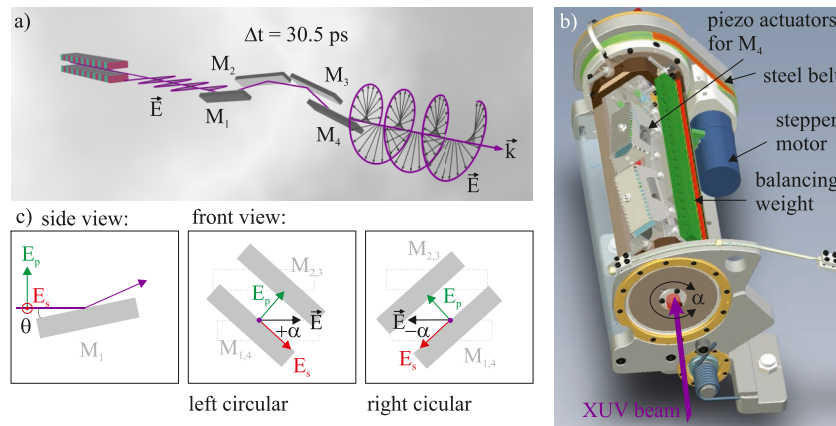 a)
Δt = 30.5 ps
M2
M3
E⃗
M1
M4
k⃗
E⃗
b)
piezo actuators
for M4
steel belt
stepper
motor
balancing
weight
α
XUV beam
c) side view:
Ep
Es
θ
M1
front view:
M2,3
Ep
E⃗
+α
M1,4
Es
left circular
M2,3
Ep
E⃗
−α
M1,4
Es
right cicular